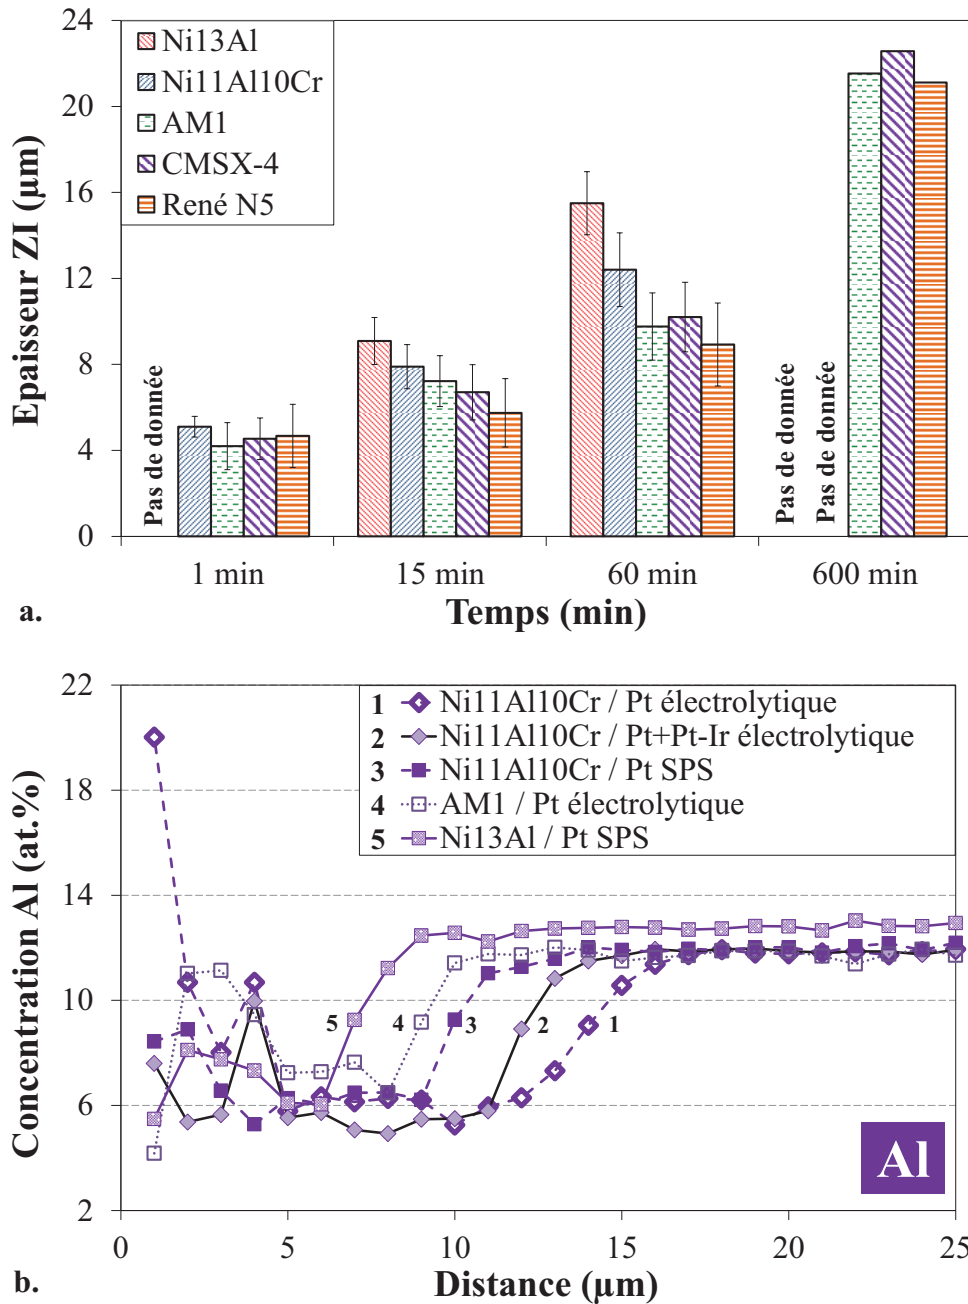 24
20
16
12
8
4
0
Epaisseur ZI (µm)
Ni13Al
Ni11Al10Cr
AM1
CMSX-4
René N5
Pas de donnée
Pas de donnée
Pas de donnée
1 min
15 min
60 min
600 min
Temps (min)
a.
22
18
14
10
6
2
Concentration Al (at.%)
1 Ni11Al10Cr / Pt électrolytique
2 Ni11Al10Cr / Pt+Pt-Ir électrolytique
3 Ni11Al10Cr / Pt SPS
4 AM1 / Pt électrolytique
5 Ni13Al / Pt SPS
5
4
3
2
1
Al
0
5
10
15
20
25
Distance (µm)
b.